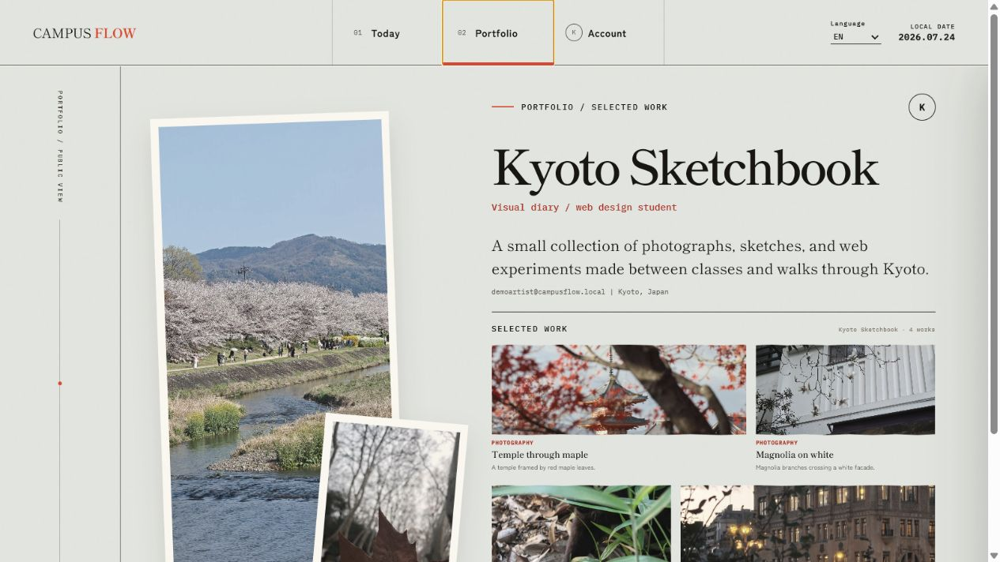 CAMPUS FLOW
01 Today
02 Portfolio
K Account
Language
EN
LOCAL DATE
2026.07.24
PORTFOLIO / PUBLIC VIEW
PORTFOLIO / SELECTED WORK
K
Kyoto Sketchbook
Visual diary / web design student
A small collection of photographs, sketches, and web
experiments made between classes and walks through Kyoto.
demoartist@campusflow.local | Kyoto, Japan
SELECTED WORK
Kyoto Sketchbook · 4 works
PHOTOGRAPHY
Temple through maple
A temple framed by red maple leaves.
PHOTOGRAPHY
Magnolia on white
Magnolia branches crossing a white facade.